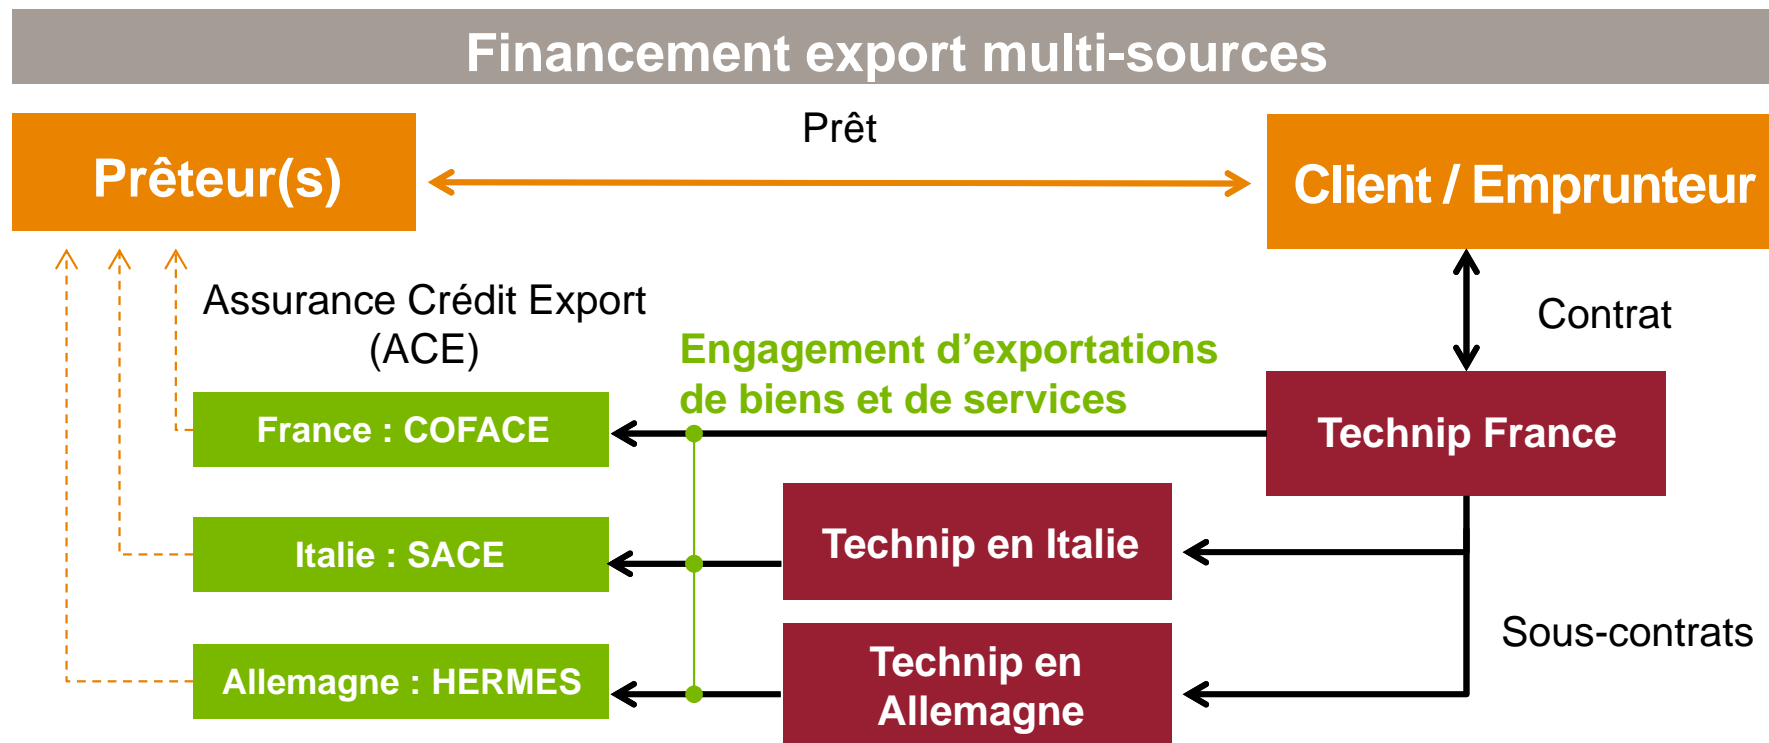 Financement export multi-sources
Prêt
Prêteur(s)
Client / Emprunteur
Assurance Crédit Export
(ACE)
Contrat
Engagement d’exportations
de biens et de services
France : COFACE
Technip France
Italie : SACE
Technip en Italie
Sous-contrats
Allemagne : HERMES
Technip en
Allemagne